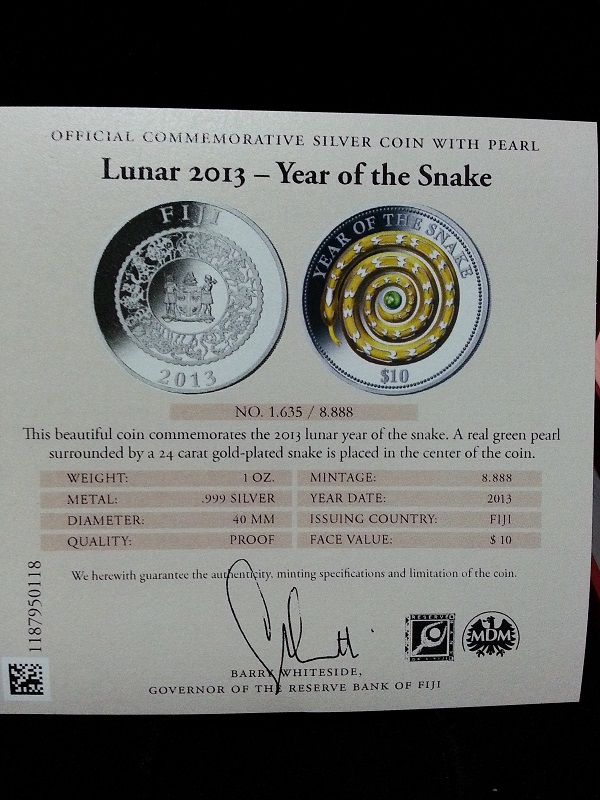 OFFICIAL COMMEMORATIVE SILVER COIN WITH PEARL
Lunar 2013 – Year of the Snake
FIJI
2013
YEAR OF THE SNAKE
$10
NO. 1.635 / 8.888
This beautiful coin commemorates the 2013 lunar year of the snake. A real green pearl
surrounded by a 24 carat gold-plated snake is placed in the center of the coin.
WEIGHT: 1 OZ.
METAL: .999 SILVER
DIAMETER: 40 MM
QUALITY: PROOF
MINTAGE: 8.888
YEAR DATE: 2013
ISSUING COUNTRY: FIJI
FACE VALUE: $ 10
We herewith guarantee the authenticity, minting specifications and limitation of the coin.
1187950118
RESERVE
MDM
BARRY WHITESIDE,
GOVERNOR OF THE RESERVE BANK OF FIJI